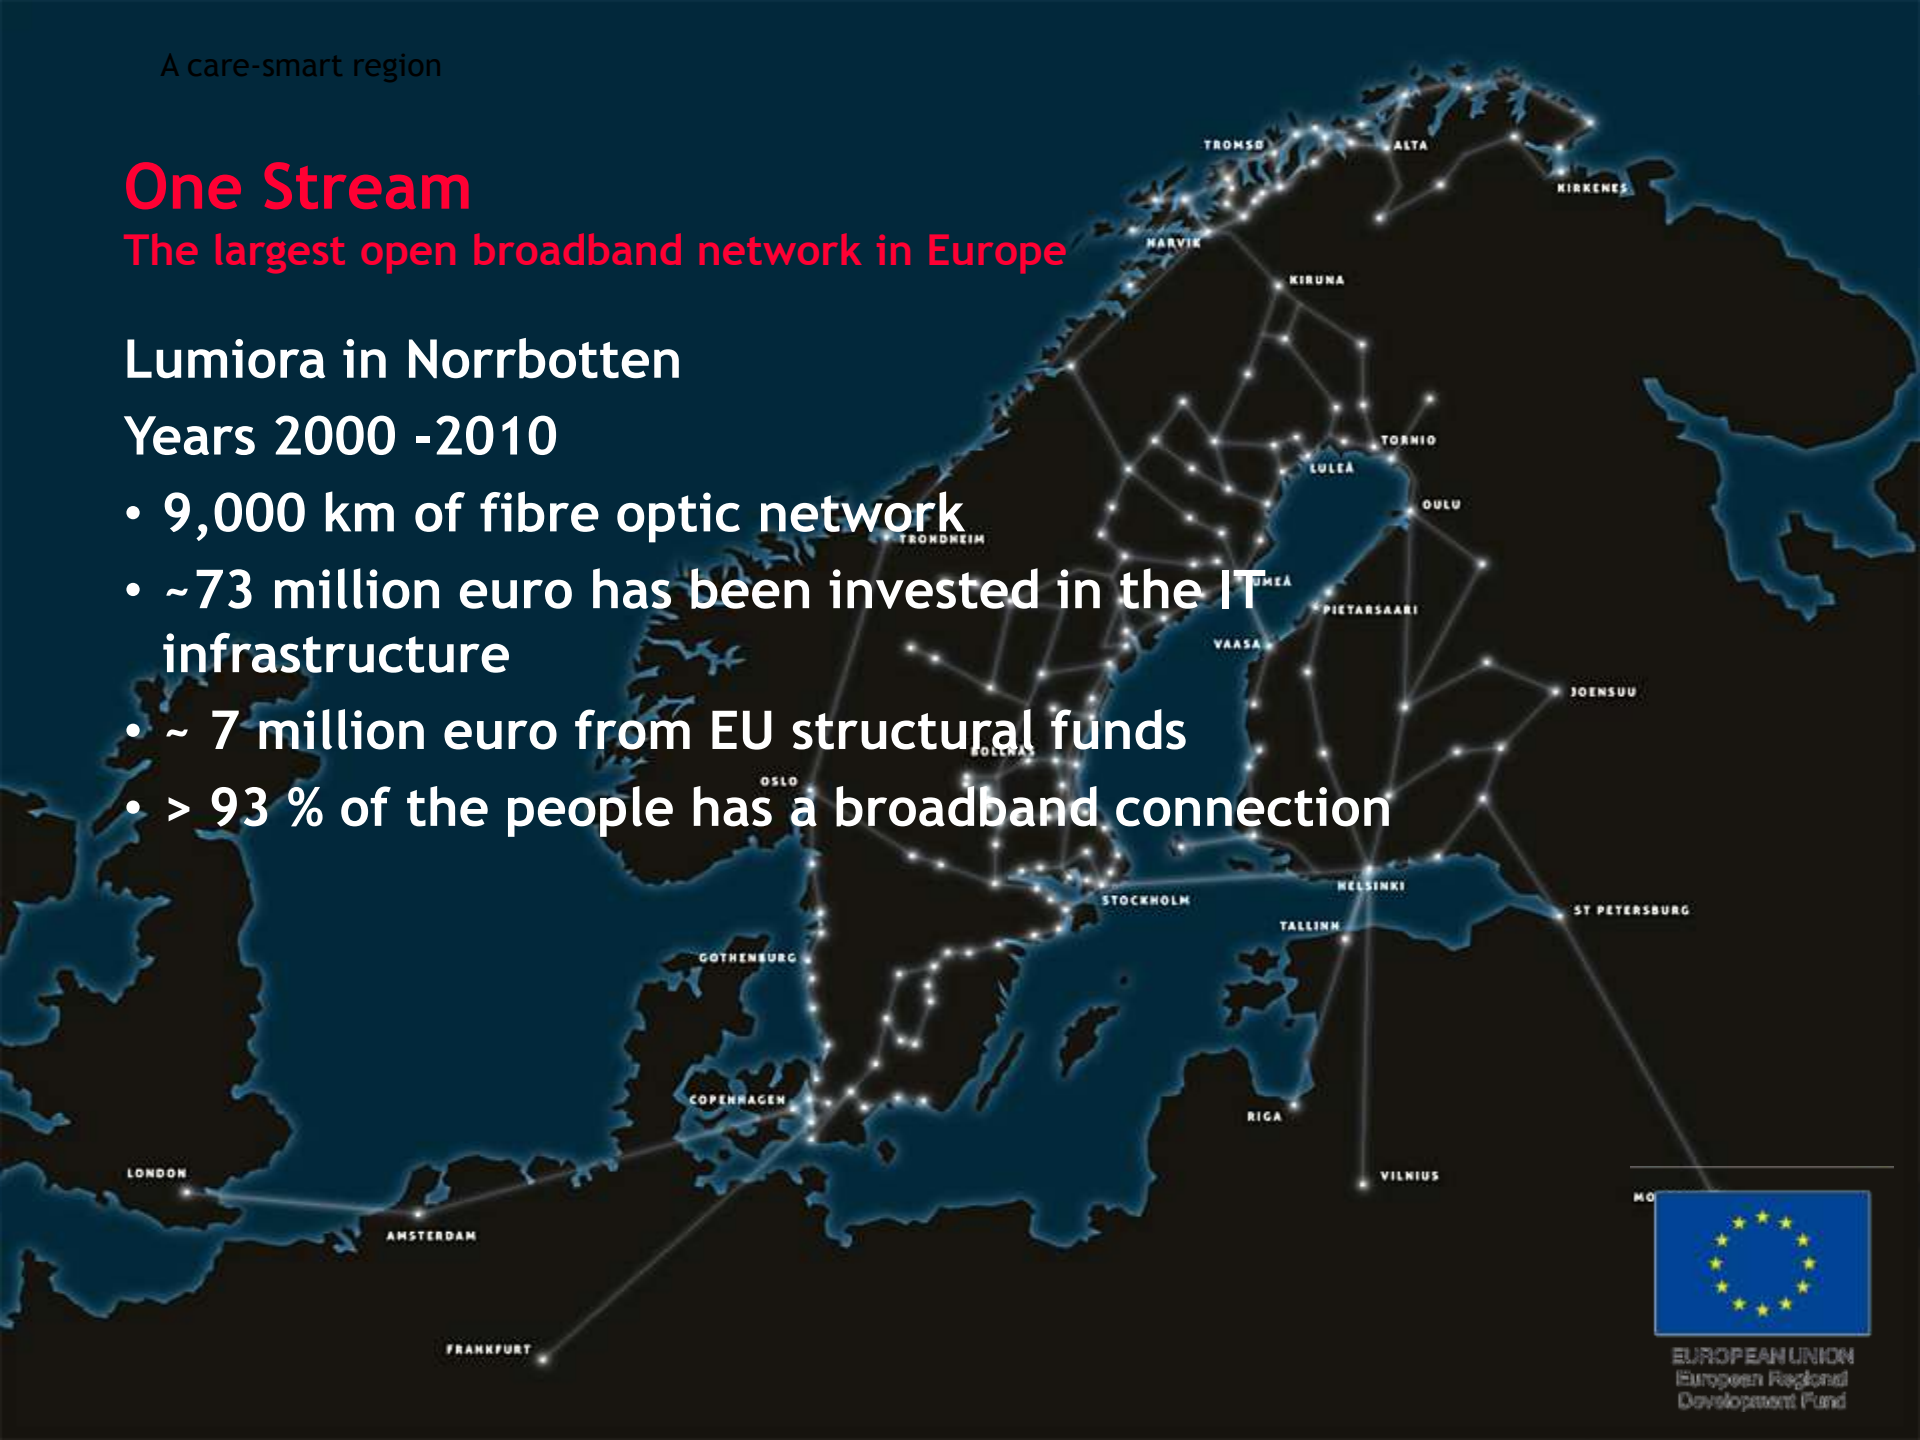 A care-smart region
One Stream
The largest open broadband network in Europe
Lumiora in Norrbotten
Years 2000 -2010
• 9,000 km of fibre optic network
• ~73 million euro has been invested in the IT
infrastructure
• ~ 7 million euro from EU structural funds
• > 93 % of the people has a broadband connection
TROMSØ
ALTA
KIRKENES
NARVIK
KIRUNA
TORNIO
LULEÅ
OULU
TRONDHEIM
UMEÅ
PIETARSAARI
VAASA
JOENSUU
BOLLNÄS
OSLO
HELSINKI
STOCKHOLM
ST PETERSBURG
TALLINN
GOTHENBURG
COPENHAGEN
RIGA
LONDON
VILNIUS
MO
AMSTERDAM
FRANKFURT
EUROPEAN UNION
European Regional
Development Fund